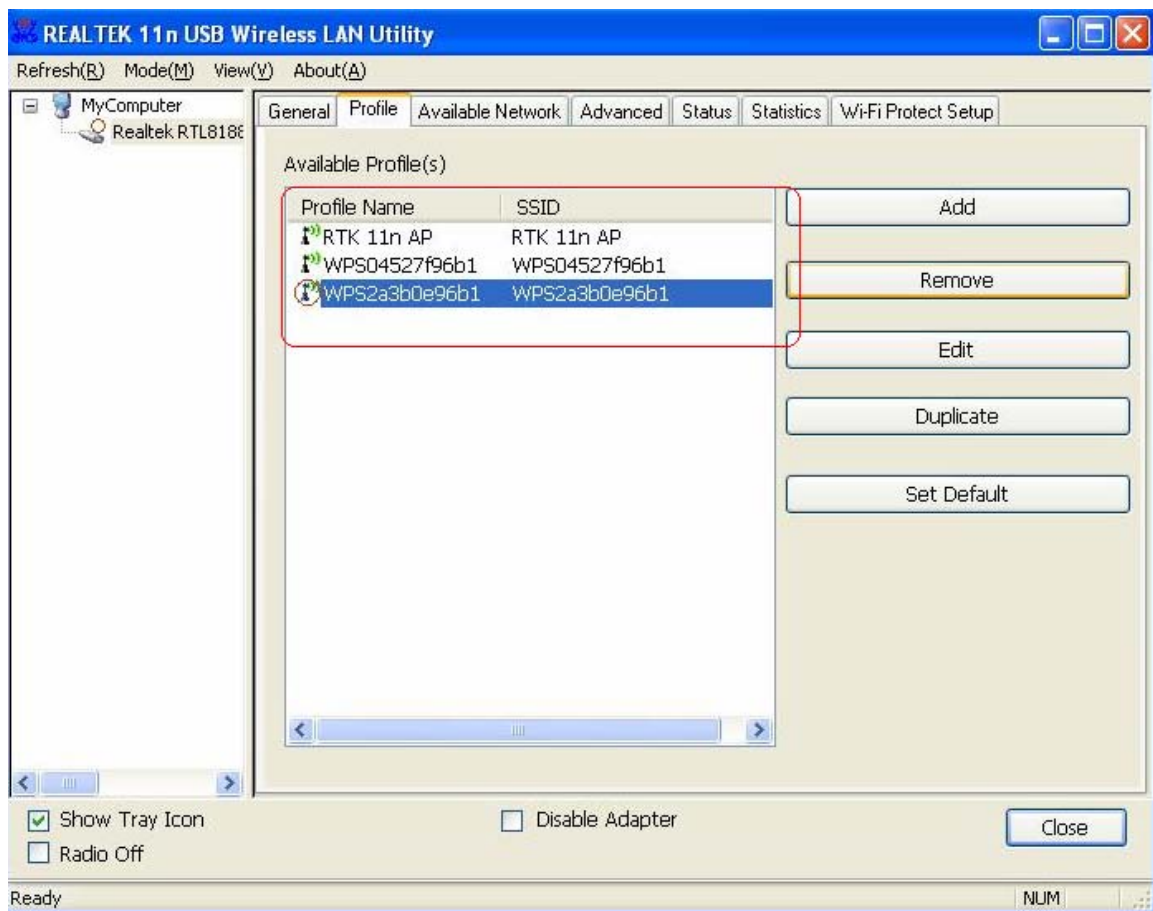 REALTEK 11n USB Wireless LAN Utility
Refresh(R) Mode(M) View(V) About(A)
MyComputer
Realtek RTL8188
General Profile Available Network Advanced Status Statistics Wi-Fi Protect Setup
Available Profile(s)
Profile Name SSID
RTK 11n AP RTK 11n AP
WPS04527f96b1 WPS04527f96b1
WPS2a3b0e96b1 WPS2a3b0e96b1
Add
Remove
Edit
Duplicate
Set Default
Show Tray Icon
Radio Off
Disable Adapter
Close
Ready NUM